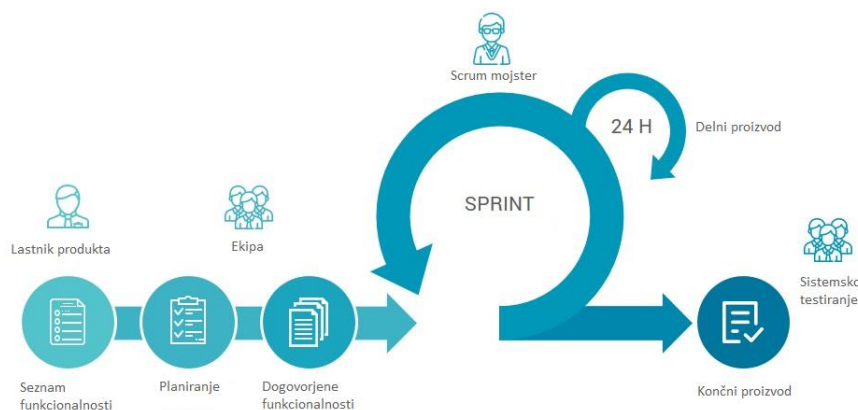 Scrum mojster
24 H
Delni proizvod
SPRINT
Lastnik produkta
Ekipa
Sistemsko
testiranje
Seznam
funkcionalnosti
Planiranje
Dogovorjene
funkcionalnosti
Končni proizvod